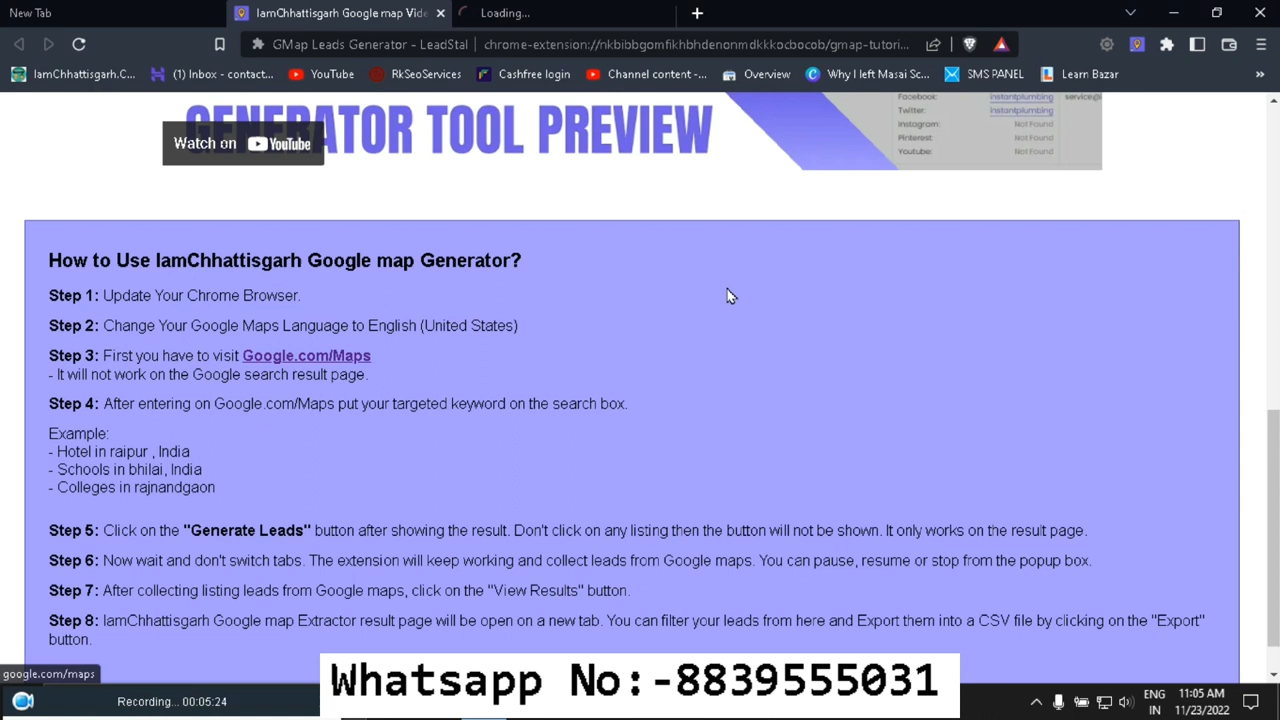 New Tab
IamChhattisgarh Google map Vide
Loading...
GMap Leads Generator - LeadStal
chrome-extension://nkbibbgomfikhbhdenonmdkkkocbocob/gmap-tutori...
IamChhattisgarh.C...
(1) Inbox - contact...
YouTube
RkSeoServices
Cashfree login
Channel content -...
Overview
Why I left Masai Sc...
SMS PANEL
Learn Bazar
GENERATOR TOOL PREVIEW
Watch on YouTube
Facebook: instantplumbing service@i
Twitter: instantplumbing
Instagram: Not Found
Pinterest: Not Found
Youtube: Not Found
How to Use IamChhattisgarh Google map Generator?
Step 1: Update Your Chrome Browser.
Step 2: Change Your Google Maps Language to English (United States)
Step 3: First you have to visit Google.com/Maps
- It will not work on the Google search result page.
Step 4: After entering on Google.com/Maps put your targeted keyword on the search box.
Example:
- Hotel in raipur , India
- Schools in bhilai, India
- Colleges in rajnandgaon
Step 5: Click on the "Generate Leads" button after showing the result. Don't click on any listing then the button will not be shown. It only works on the result page.
Step 6: Now wait and don't switch tabs. The extension will keep working and collect leads from Google maps. You can pause, resume or stop from the popup box.
Step 7: After collecting listing leads from Google maps, click on the "View Results" button.
Step 8: IamChhattisgarh Google map Extractor result page will be open on a new tab. You can filter your leads from here and Export them into a CSV file by clicking on the "Export"
button.
google.com/maps
Whatsapp No:-8839555031
Recording... 00:05:24
ENG
IN
11:05 AM
11/23/2022